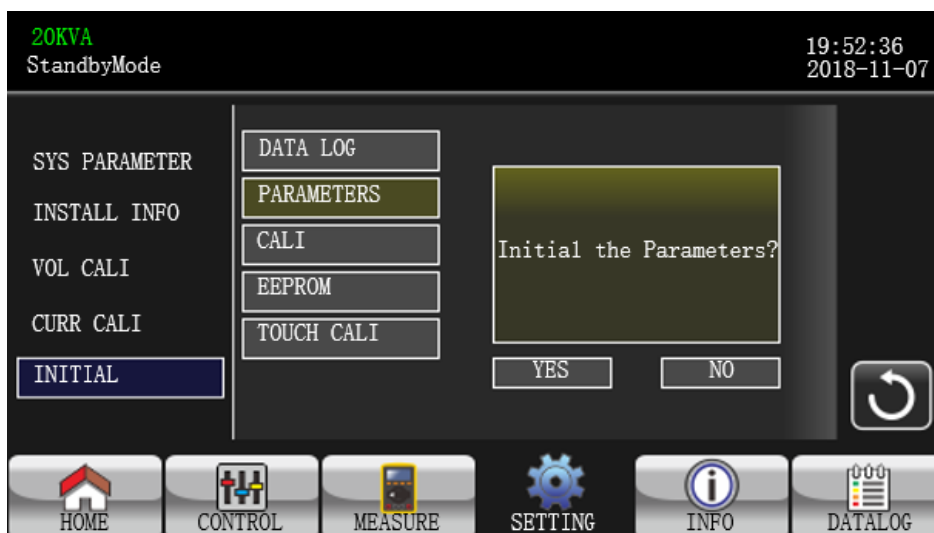 20KVA
StandbyMode
19:52:36
2018-11-07
SYS PARAMETER
INSTALL INFO
VOL CALI
CURR CALI
INITIAL
DATA LOG
PARAMETERS
CALI
EEPROM
TOUCH CALI
Initial the Parameters?
YES
NO
HOME
CONTROL
MEASURE
SETTING
INFO
DATALOG